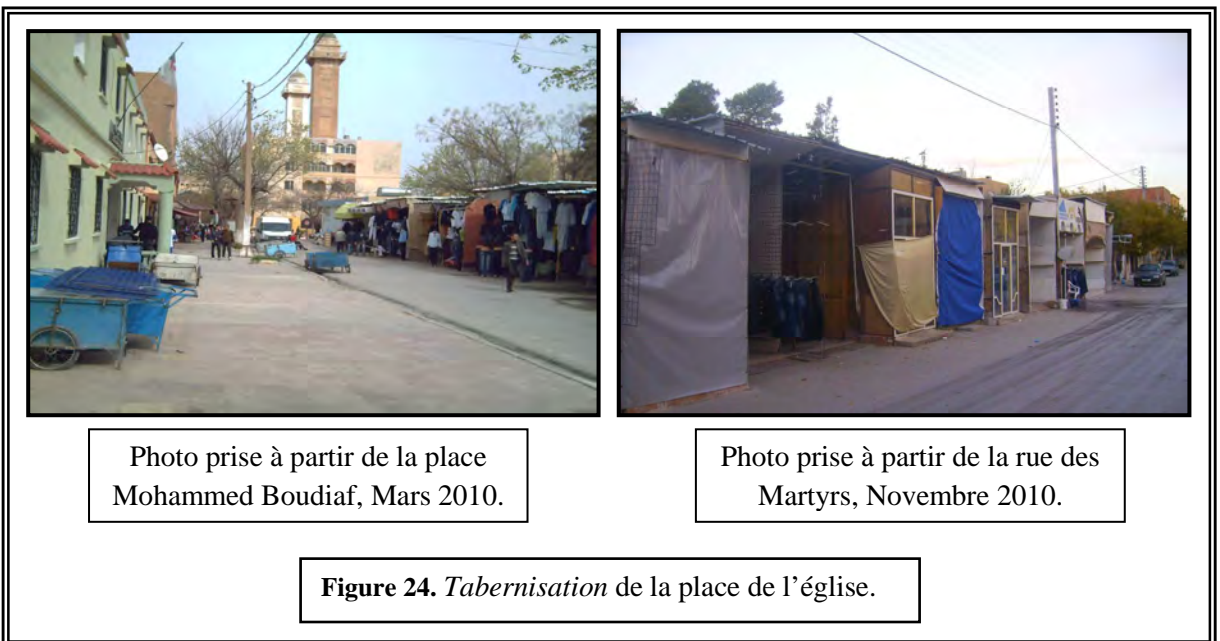 Photo prise à partir de la place
Mohammed Boudiaf, Mars 2010.
Photo prise à partir de la rue des
Martyrs, Novembre 2010.
Figure 24. Tabernisation de la place de l’église.